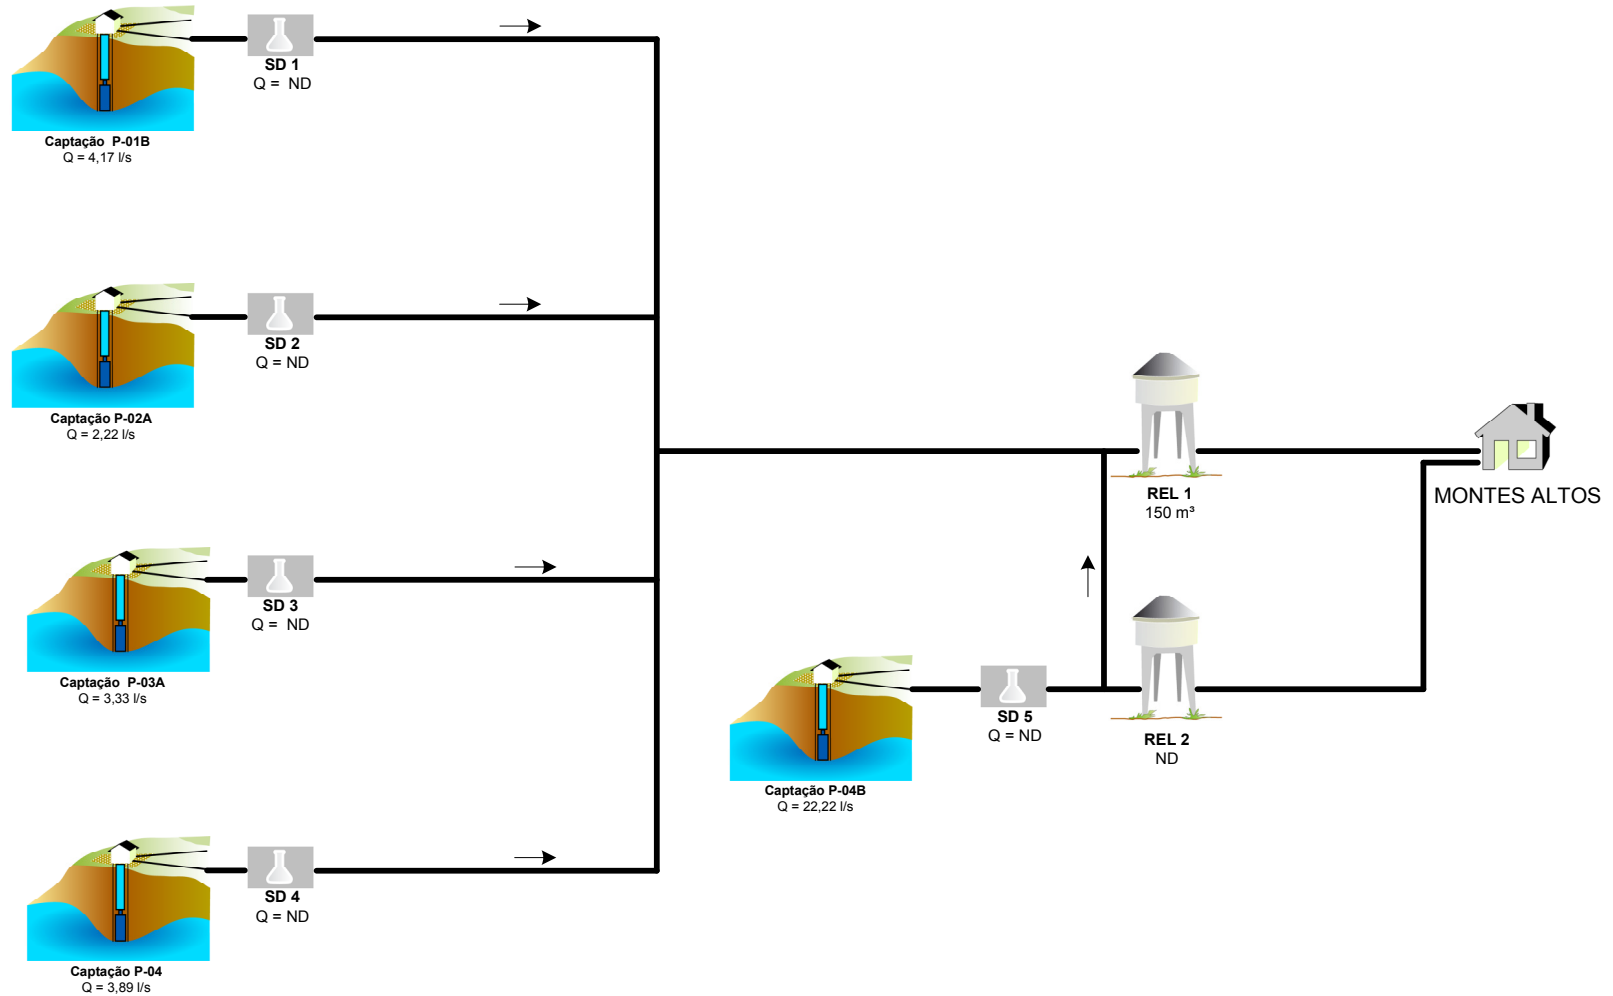 SD 1
Q =  ND
Captação  P-01B
Q = 4,17 l/s
SD 2
Q = ND
Captação P-02A
Q = 2,22 l/s
REL 1
150 m³
MONTES ALTOS
SD 3
Q =  ND
Captação  P-03A
Q = 3,33 l/s
SD 5
Q = ND
REL 2
ND
Captação P-04B
Q = 22,22 l/s
SD 4
Q = ND
Captação P-04
Q = 3,89 l/s